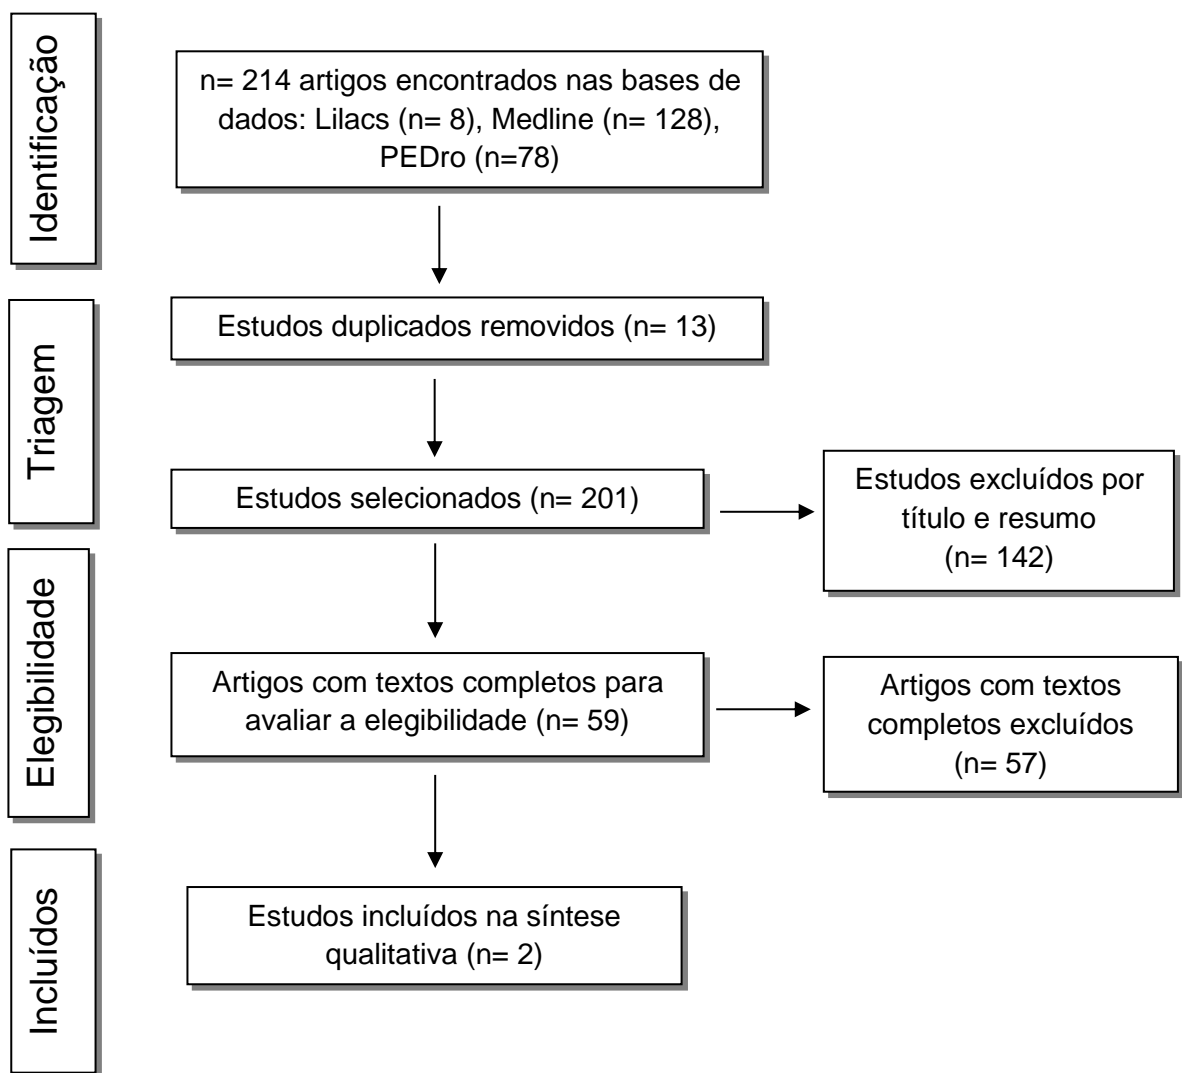 Identificação
n= 214 artigos encontrados nas bases de
dados: Lilacs (n= 8), Medline (n= 128),
PEDro (n=78)
Triagem
Estudos duplicados removidos (n= 13)
Estudos selecionados (n= 201)
Estudos excluídos por
título e resumo
(n= 142)
Elegibilidade
Artigos com textos completos para
avaliar a elegibilidade (n= 59)
Artigos com textos
completos excluídos
(n= 57)
Incluídos
Estudos incluídos na síntese
qualitativa (n= 2)